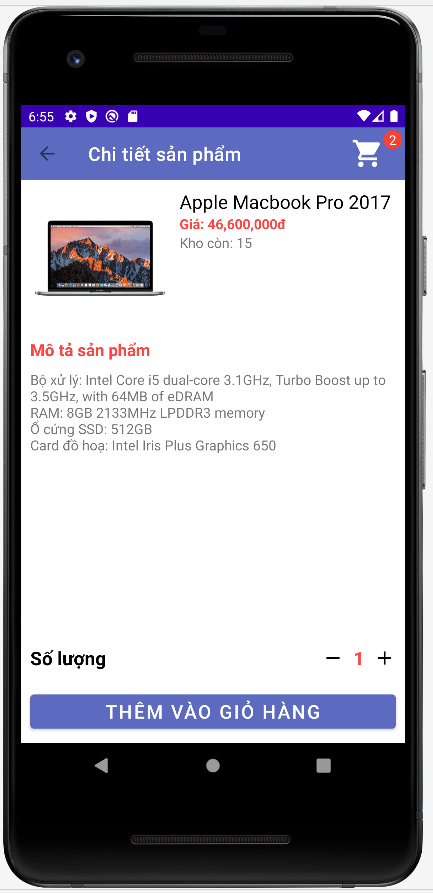 6:55
Chi tiết sản phẩm
2
Apple Macbook Pro 2017
Giá: 46,600,000đ
Kho còn: 15
Mô tả sản phẩm
Bộ xử lý: Intel Core i5 dual-core 3.1GHz, Turbo Boost up to
3.5GHz, with 64MB of eDRAM
RAM: 8GB 2133MHz LPDDR3 memory
Ổ cứng SSD: 512GB
Card đồ hoạ: Intel Iris Plus Graphics 650
Số lượng
1
THÊM VÀO GIỎ HÀNG